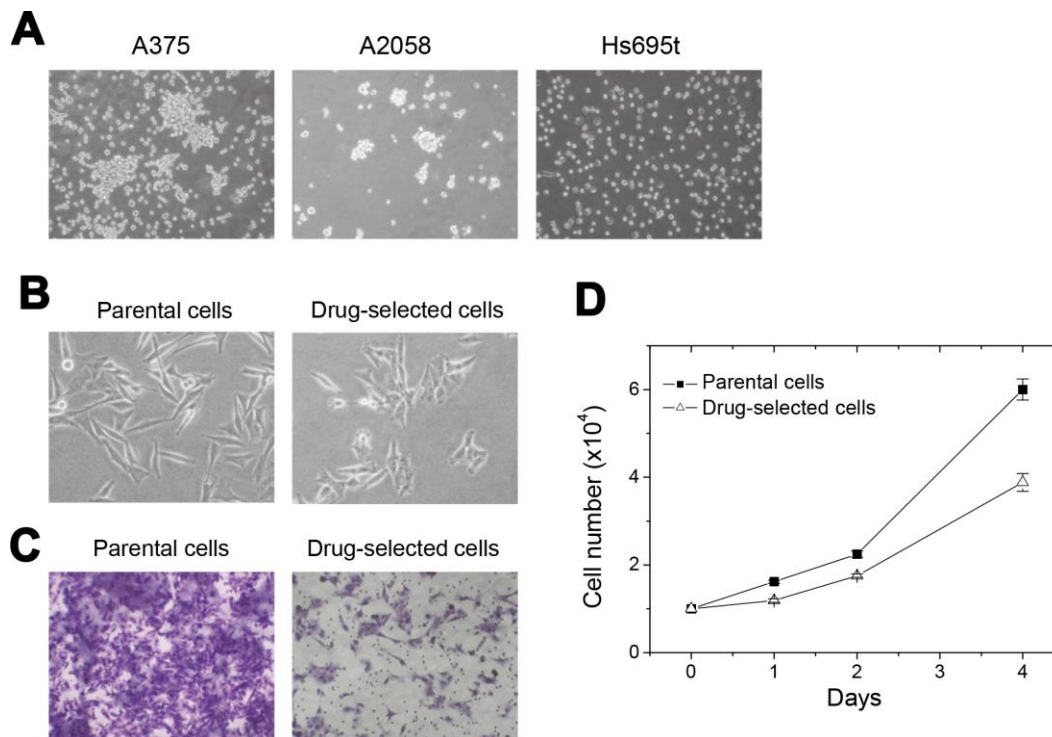 A
A375
A2058
Hs695t
B
Parental cells
Drug-selected cells
C
Parental cells
Drug-selected cells
D
Parental cells
Drug-selected cells
Cell number (x10⁴)
6
4
2
0
0
1
2
3
4
Days